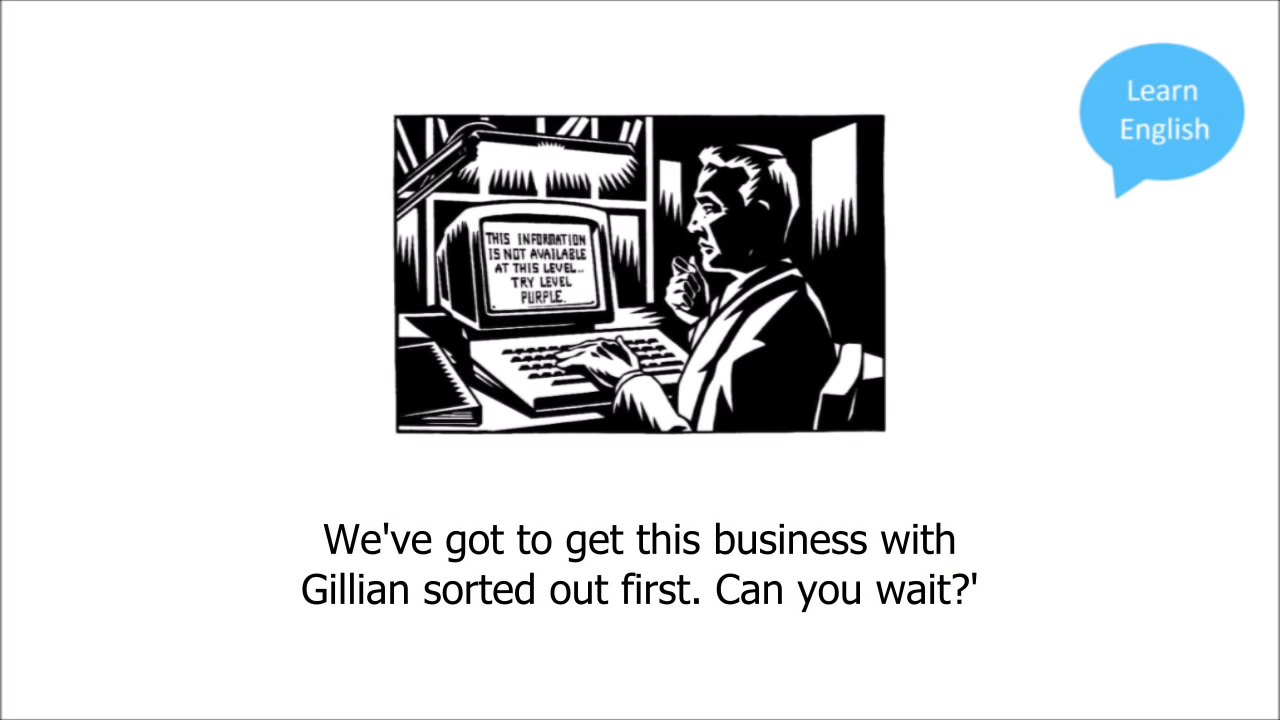 Learn
English
THIS INFORMATION
IS NOT AVAILABLE
AT THIS LEVEL..
TRY LEVEL
PURPLE.
We've got to get this business with
Gillian sorted out first. Can you wait?'